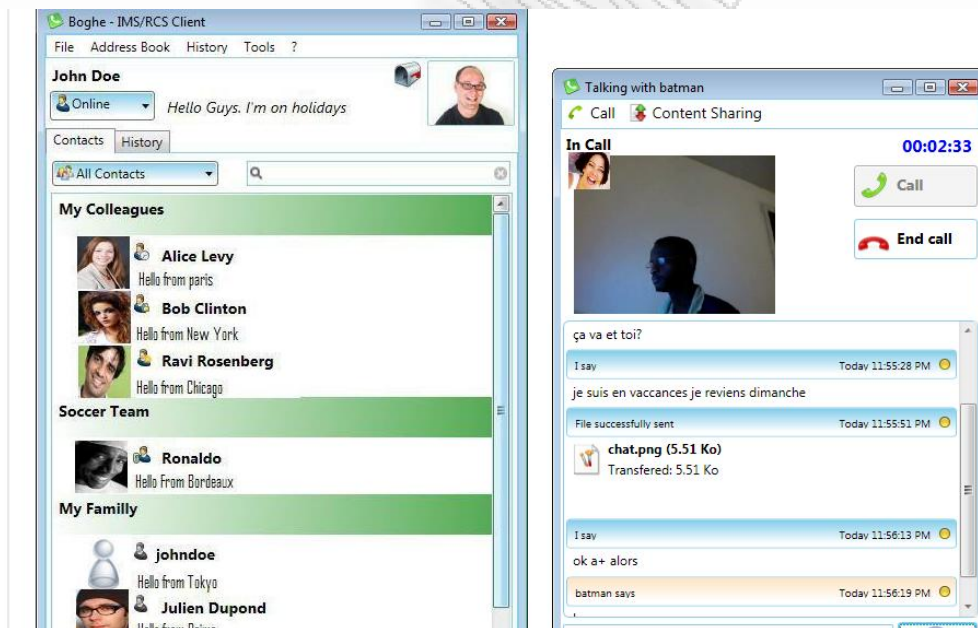 Boghe - IMS/RCS Client
File Address Book History Tools ?
John Doe
Online
Hello Guys. I'm on holidays
Contacts History
All Contacts
My Colleagues
Alice Levy
Hello from paris
Bob Clinton
Hello from New York
Ravi Rosenberg
Hello from Chicago
Soccer Team
Ronaldo
Hello From Bordeaux
My Familly
johndoe
Hello from Tokyo
Julien Dupond
Talking with batman
Call Content Sharing
In Call
00:02:33
Call
End call
ça va et toi?
I say Today 11:55:28 PM
je suis en vaccances je reviens dimanche
File successfully sent Today 11:55:51 PM
chat.png (5.51 Ko)
Transfered: 5.51 Ko
I say Today 11:56:13 PM
ok a+ alors
batman says Today 11:56:19 PM